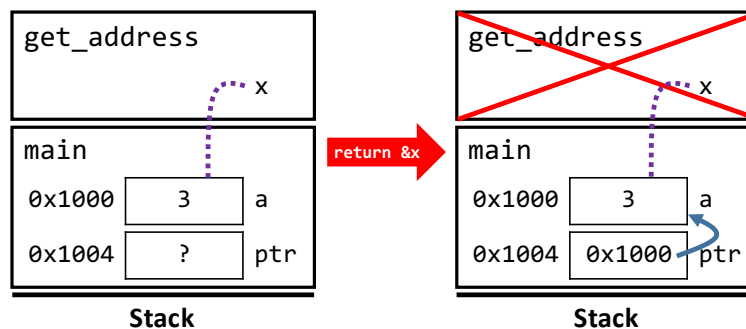 get_address
x
main
0x1000 3 a
0x1004 ? ptr
Stack
return &x
get_address
x
main
0x1000 3 a
0x1004 0x1000 ptr
Stack